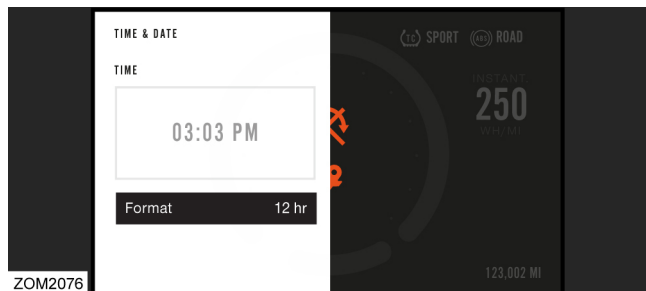 TIME & DATE
TIME
03:03 PM
Format 12 hr
TC SPORT ABS ROAD
INSTANT.
250
WH/MI
123,002 MI
ZOM2076